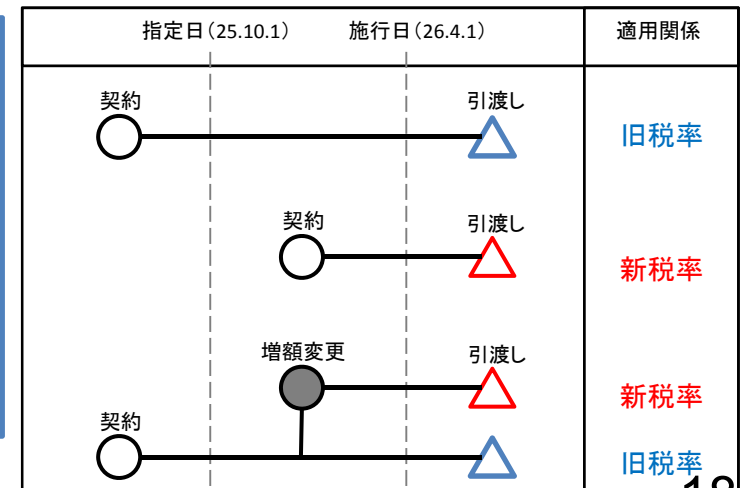 指定日（25.10.1） 施行日（26.4.1） 適用関係
契約 引渡し
旧税率
契約 引渡し
新税率
増額変更 引渡し
新税率
契約
旧税率